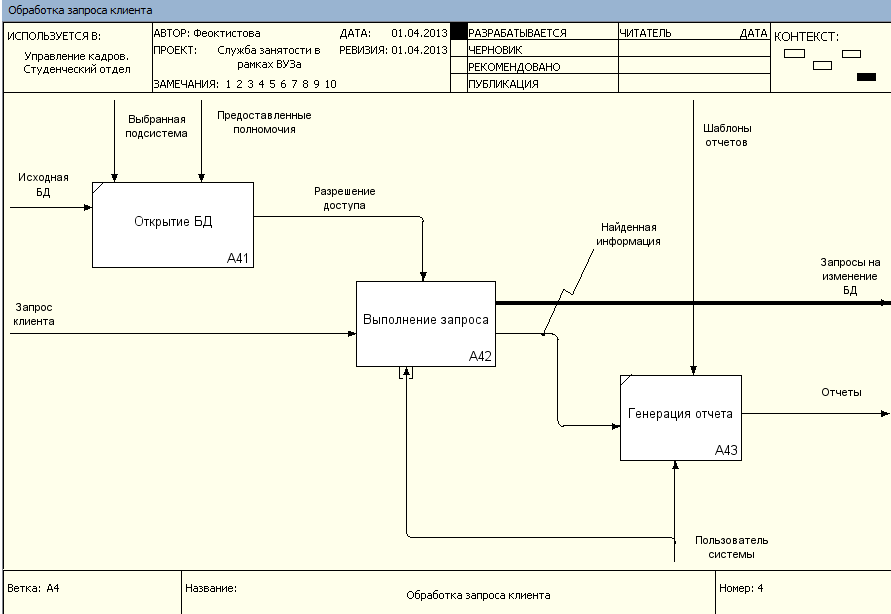 Обработка запроса клиента
ИСПОЛЬЗУЕТСЯ В:
Управление кадров.
Студенческий отдел
АВТОР: Феоктистова
ДАТА: 01.04.2013
ПРОЕКТ: Служба занятости в
рамках ВУЗа
РЕВИЗИЯ: 01.04.2013
ЗАМЕЧАНИЯ: 1 2 3 4 5 6 7 8 9 10
РАЗРАБАТЫВАЕТСЯ
ЧЕРНОВИК
РЕКОМЕНДОВАНО
ПУБЛИКАЦИЯ
ЧИТАТЕЛЬ
ДАТА
КОНТЕКСТ:
Выбранная
подсистема
Предоставленные
полномочия
Шаблоны
отчетов
Исходная
БД
Открытие БД
A41
Разрешение
доступа
Найденная
информация
Запросы на
изменение
БД
Запрос
клиента
Выполнение запроса
A42
Генерация отчета
A43
Отчеты
Пользователь
системы
Ветка: A4
Название:
Обработка запроса клиента
Номер: 4